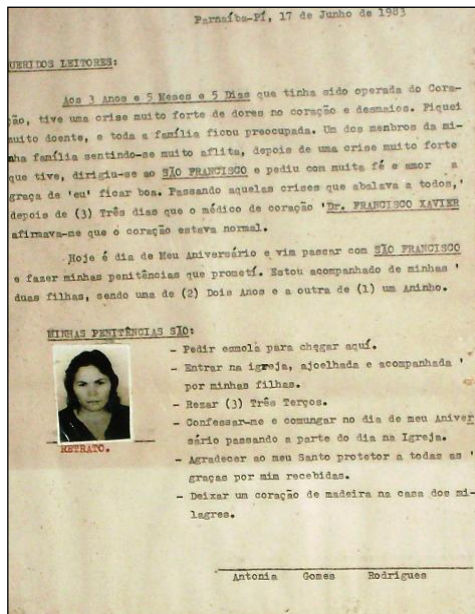 Parnaíba-Pí, 17 de Junho de 1983
QUERIDOS LEITORES:
Aos 3 Anos e 5 Meses e 5 Dias que tinha sido operada do Cora-
ção, tive uma crise muito forte de dores no coração e desmaios. Fiquei
muito doente, e toda a família ficou preocupada. Um dos menbros da mi-
nha família sentindo-se muito aflita, depois de uma crise muito forte
que tive, dirigiu-se ao SÃO FRANCISCO e pediu com muita fé e amor a
graça de 'eu' ficar boa. Passando aquelas crises que abalava a todos,'
depois de (3) Três dias que o médico de coração 'Dr. FRANCISCO XAVIER
afirmava-me que o coração estava normal.
Hoje é dia de Meu Aniversário e vim passar com SÃO FRANCISCO
e fazer minhas penitências que prometí. Estou acompanhado de minhas '
duas filhas, sendo uma de (2) Dois Anos e a outra de (1) um Aninho.
MINHAS PENITÊNCIAS SÃO:
- Pedir esmola para chegar aquí.
- Entrar na igreja, ajoelhada e acompanhada '
por minhas filhas.
- Rezar (3) Três Terços.
- Confessar-me e comungar no dia de meu Aniver
sário passando a parte do dia na Igreja.
- Agradecer ao meu Santo protetor a todas as '
graças por mim recebidas.
- Deixar um coração de madeira na casa dos mi-
lagres.
RETRATO.
Antonia Gomes Rodrigues